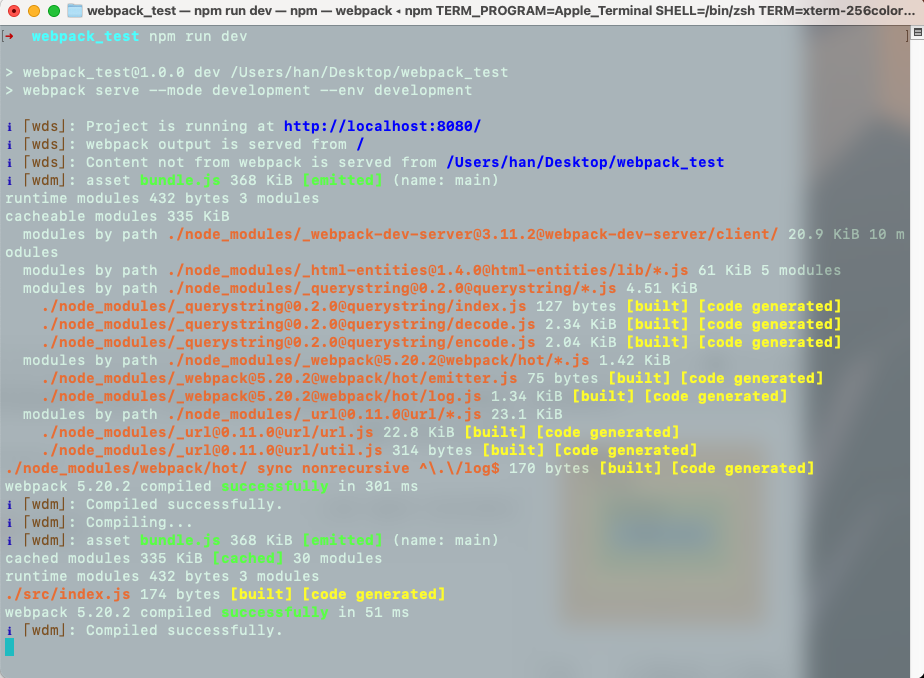 webpack_test — npm run dev — npm — webpack ◂ npm TERM_PROGRAM=Apple_Terminal SHELL=/bin/zsh TERM=xterm-256color...
[➜  webpack_test npm run dev ]
> webpack_test@1.0.0 dev /Users/han/Desktop/webpack_test
> webpack serve --mode development --env development
ℹ ｢wds｣: Project is running at http://localhost:8080/
ℹ ｢wds｣: webpack output is served from /
ℹ ｢wds｣: Content not from webpack is served from /Users/han/Desktop/webpack_test
ℹ ｢wdm｣: asset bundle.js 368 KiB [emitted] (name: main)
runtime modules 432 bytes 3 modules
cacheable modules 335 KiB
  modules by path ./node_modules/_webpack-dev-server@3.11.2@webpack-dev-server/client/ 20.9 KiB 10 m
odules
  modules by path ./node_modules/_html-entities@1.4.0@html-entities/lib/*.js 61 KiB 5 modules
  modules by path ./node_modules/_querystring@0.2.0@querystring/*.js 4.51 KiB
    ./node_modules/_querystring@0.2.0@querystring/index.js 127 bytes [built] [code generated]
    ./node_modules/_querystring@0.2.0@querystring/decode.js 2.34 KiB [built] [code generated]
    ./node_modules/_querystring@0.2.0@querystring/encode.js 2.04 KiB [built] [code generated]
  modules by path ./node_modules/_webpack@5.20.2@webpack/hot/*.js 1.42 KiB
    ./node_modules/_webpack@5.20.2@webpack/hot/emitter.js 75 bytes [built] [code generated]
    ./node_modules/_webpack@5.20.2@webpack/hot/log.js 1.34 KiB [built] [code generated]
  modules by path ./node_modules/_url@0.11.0@url/*.js 23.1 KiB
    ./node_modules/_url@0.11.0@url/url.js 22.8 KiB [built] [code generated]
    ./node_modules/_url@0.11.0@url/util.js 314 bytes [built] [code generated]
./node_modules/webpack/hot/ sync nonrecursive ^\.\/log$ 170 bytes [built] [code generated]
webpack 5.20.2 compiled successfully in 301 ms
ℹ ｢wdm｣: Compiled successfully.
ℹ ｢wdm｣: Compiling...
ℹ ｢wdm｣: asset bundle.js 368 KiB [emitted] (name: main)
cached modules 335 KiB [cached] 30 modules
runtime modules 432 bytes 3 modules
./src/index.js 174 bytes [built] [code generated]
webpack 5.20.2 compiled successfully in 51 ms
ℹ ｢wdm｣: Compiled successfully.